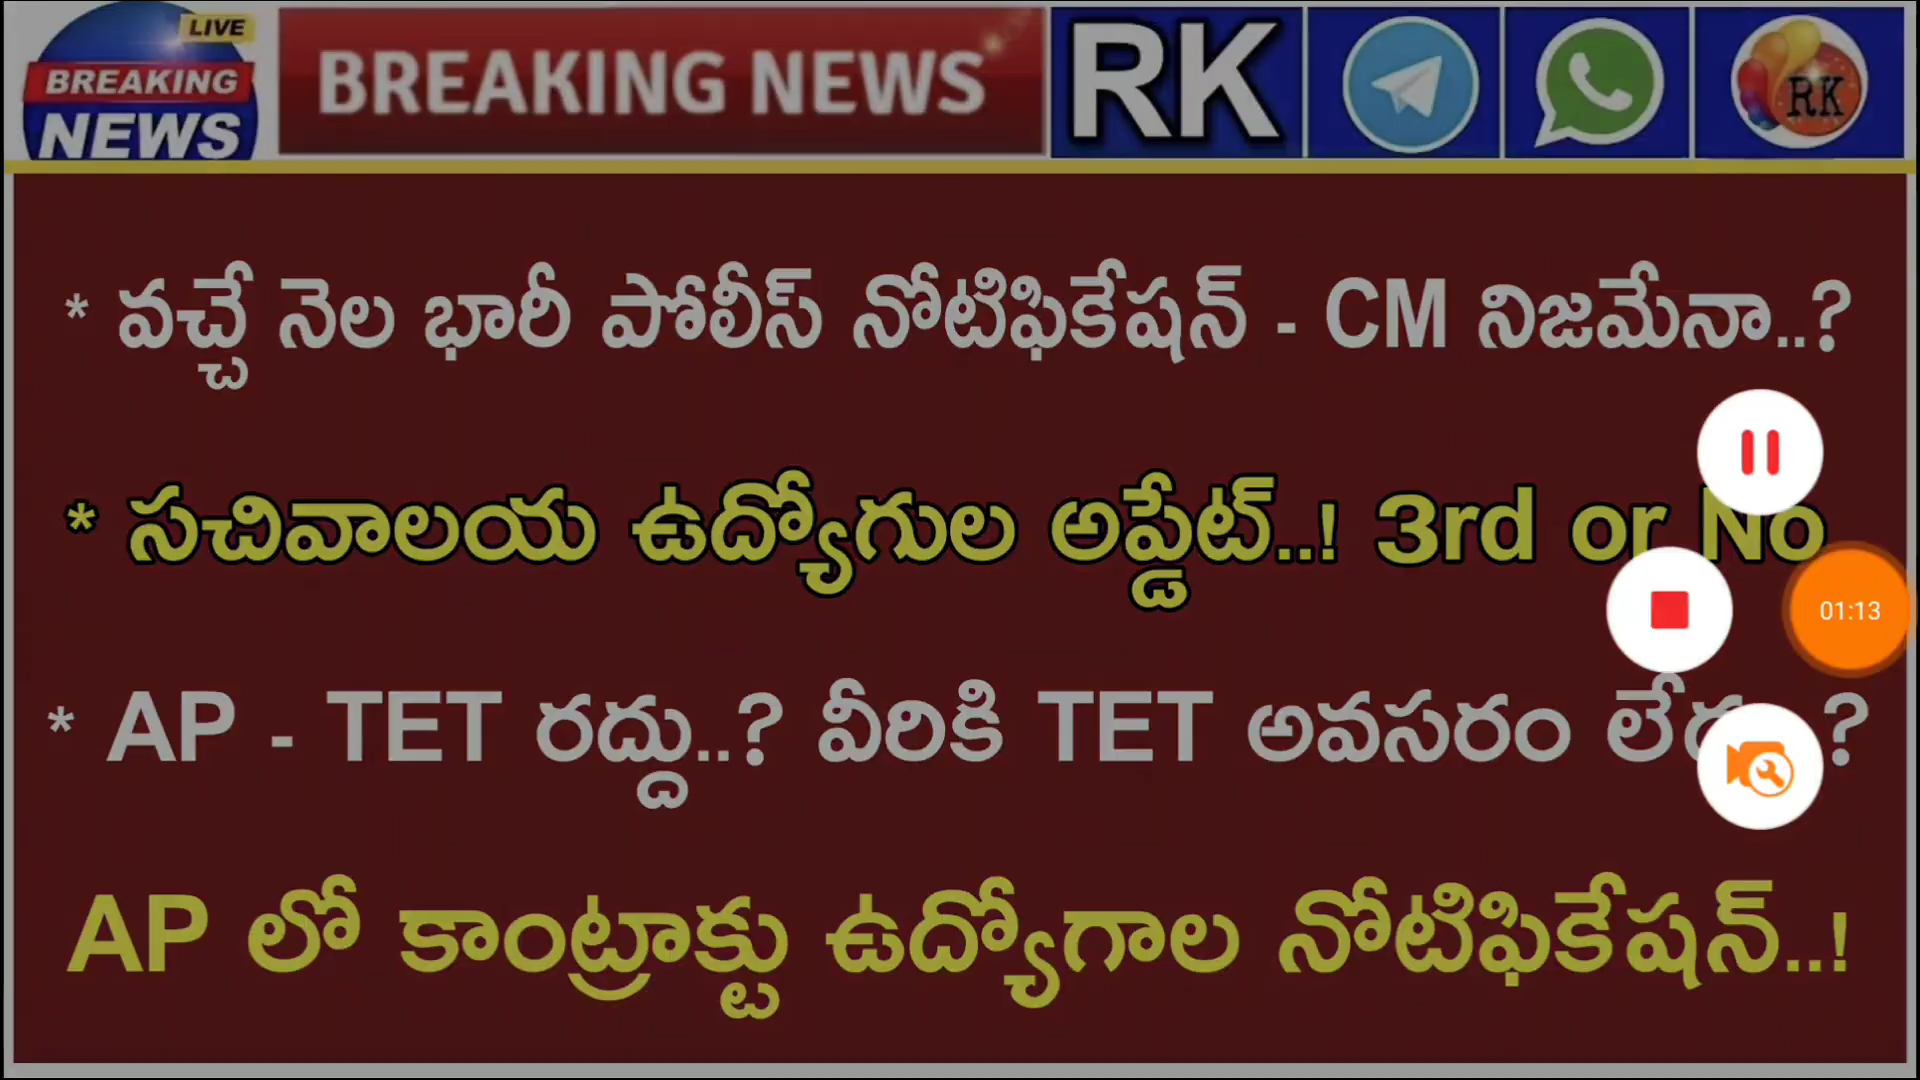 LIVE
BREAKING
NEWS
BREAKING NEWS
RK
RK
* వచ్చే నెల భారీ పోలీస్ నోటిఫికేషన్ - CM నిజమేనా..?
* సచివాలయ ఉద్యోగుల అప్డేట్..! 3rd or No
01:13
* AP - TET రద్దు..? వీరికి TET అవసరం ?
AP లో కాంట్రాక్టు ఉద్యోగాల నోటిఫికేషన్..!